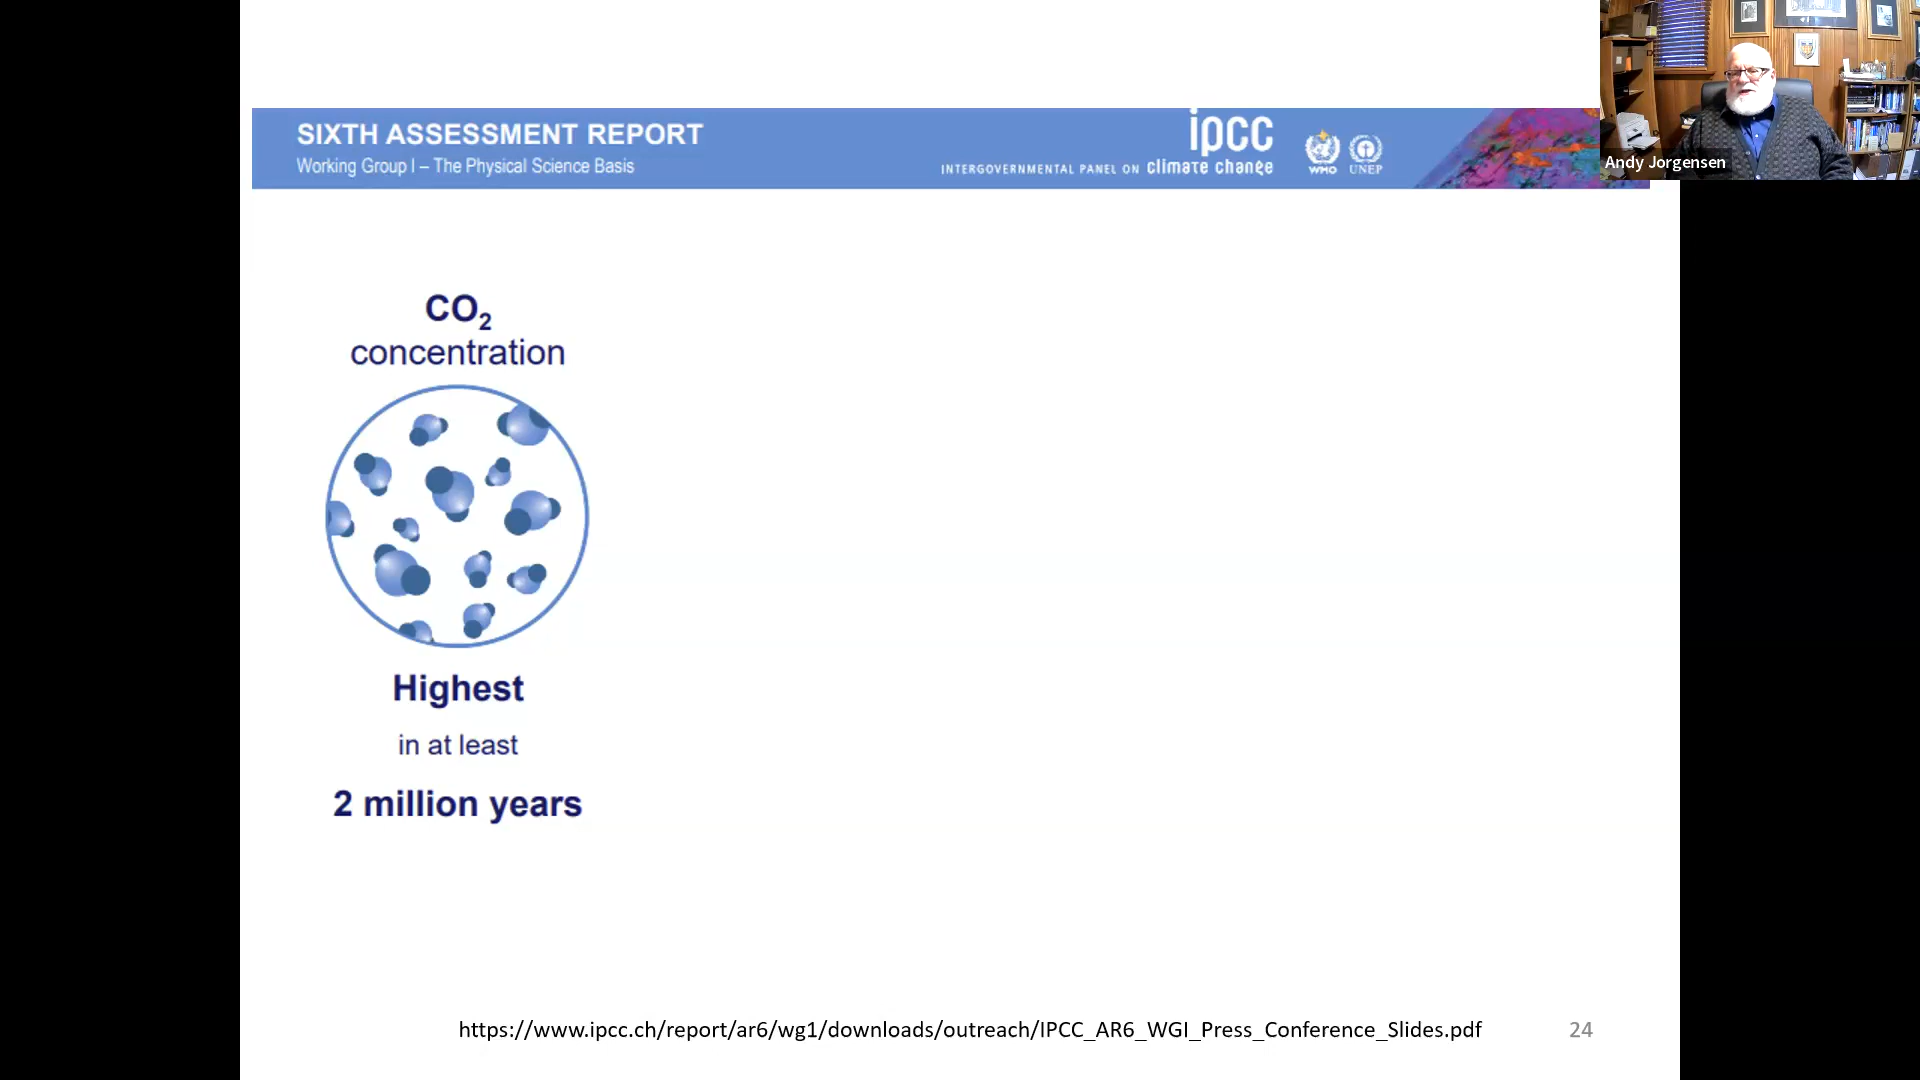 SIXTH ASSESSMENT REPORT
Working Group I – The Physical Science Basis
ipcc
INTERGOVERNMENTAL PANEL ON climate change
WMO
UNEP
Andy Jorgensen
CO₂
concentration
Highest
in at least
2 million years
https://www.ipcc.ch/report/ar6/wg1/downloads/outreach/IPCC_AR6_WGI_Press_Conference_Slides.pdf
24